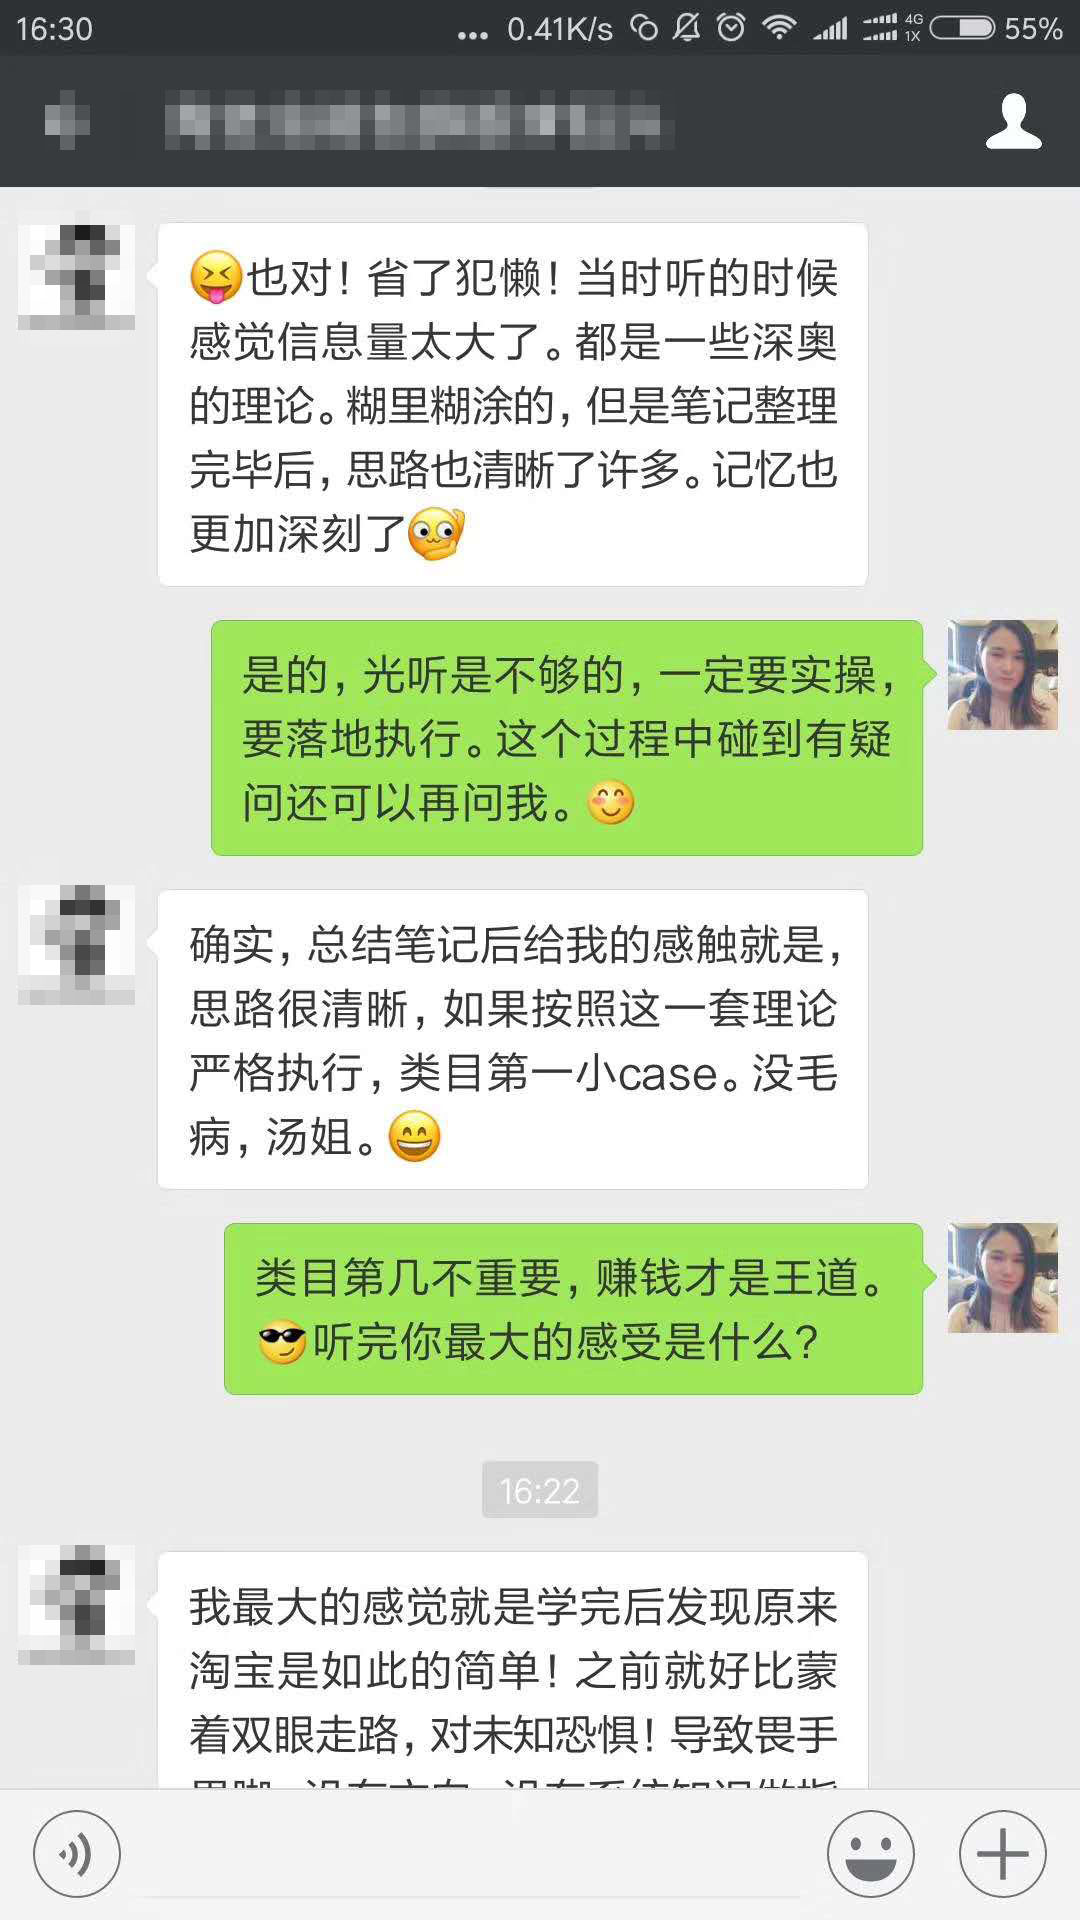 16:30
... 0.41K/s 4G 1X 55%
😝也对！省了犯懒！当时听的时候
感觉信息量太大了。都是一些深奥
的理论。糊里糊涂的，但是笔记整理
完毕后，思路也清晰了许多。记忆也
更加深刻了
是的，光听是不够的，一定要实操，
要落地执行。这个过程中碰到有疑
问还可以再问我。😊
确实，总结笔记后给我的感触就是，
思路很清晰，如果按照这一套理论
严格执行，类目第一小case。没毛
病，汤姐。😄
类目第几不重要，赚钱才是王道。
😎听完你最大的感受是什么？
16:22
我最大的感觉就是学完后发现原来
淘宝是如此的简单！之前就好比蒙
着双眼走路，对未知恐惧！导致畏手